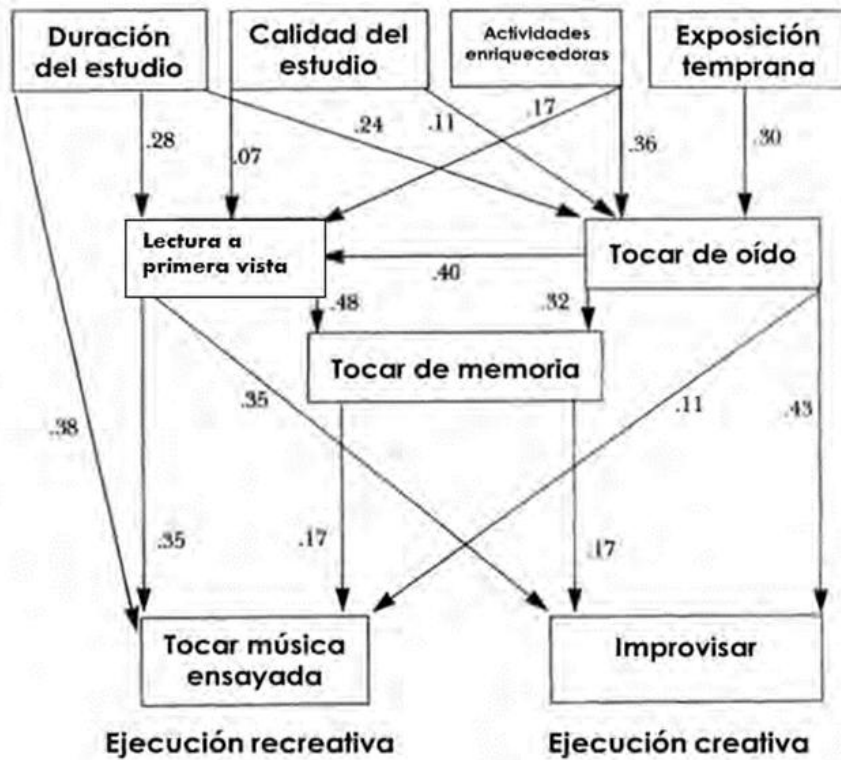 Duración
del estudio
Calidad del
estudio
Actividades
enriquecedoras
Exposición
temprana
.28
.07
.24
.11
.17
.36
.30
Lectura a
primera vista
Tocar de oído
.40
.48
.32
Tocar de memoria
.38
.35
.35
.17
.17
.11
.43
Tocar música
ensayada
Improvisar
Ejecución recreativa
Ejecución creativa